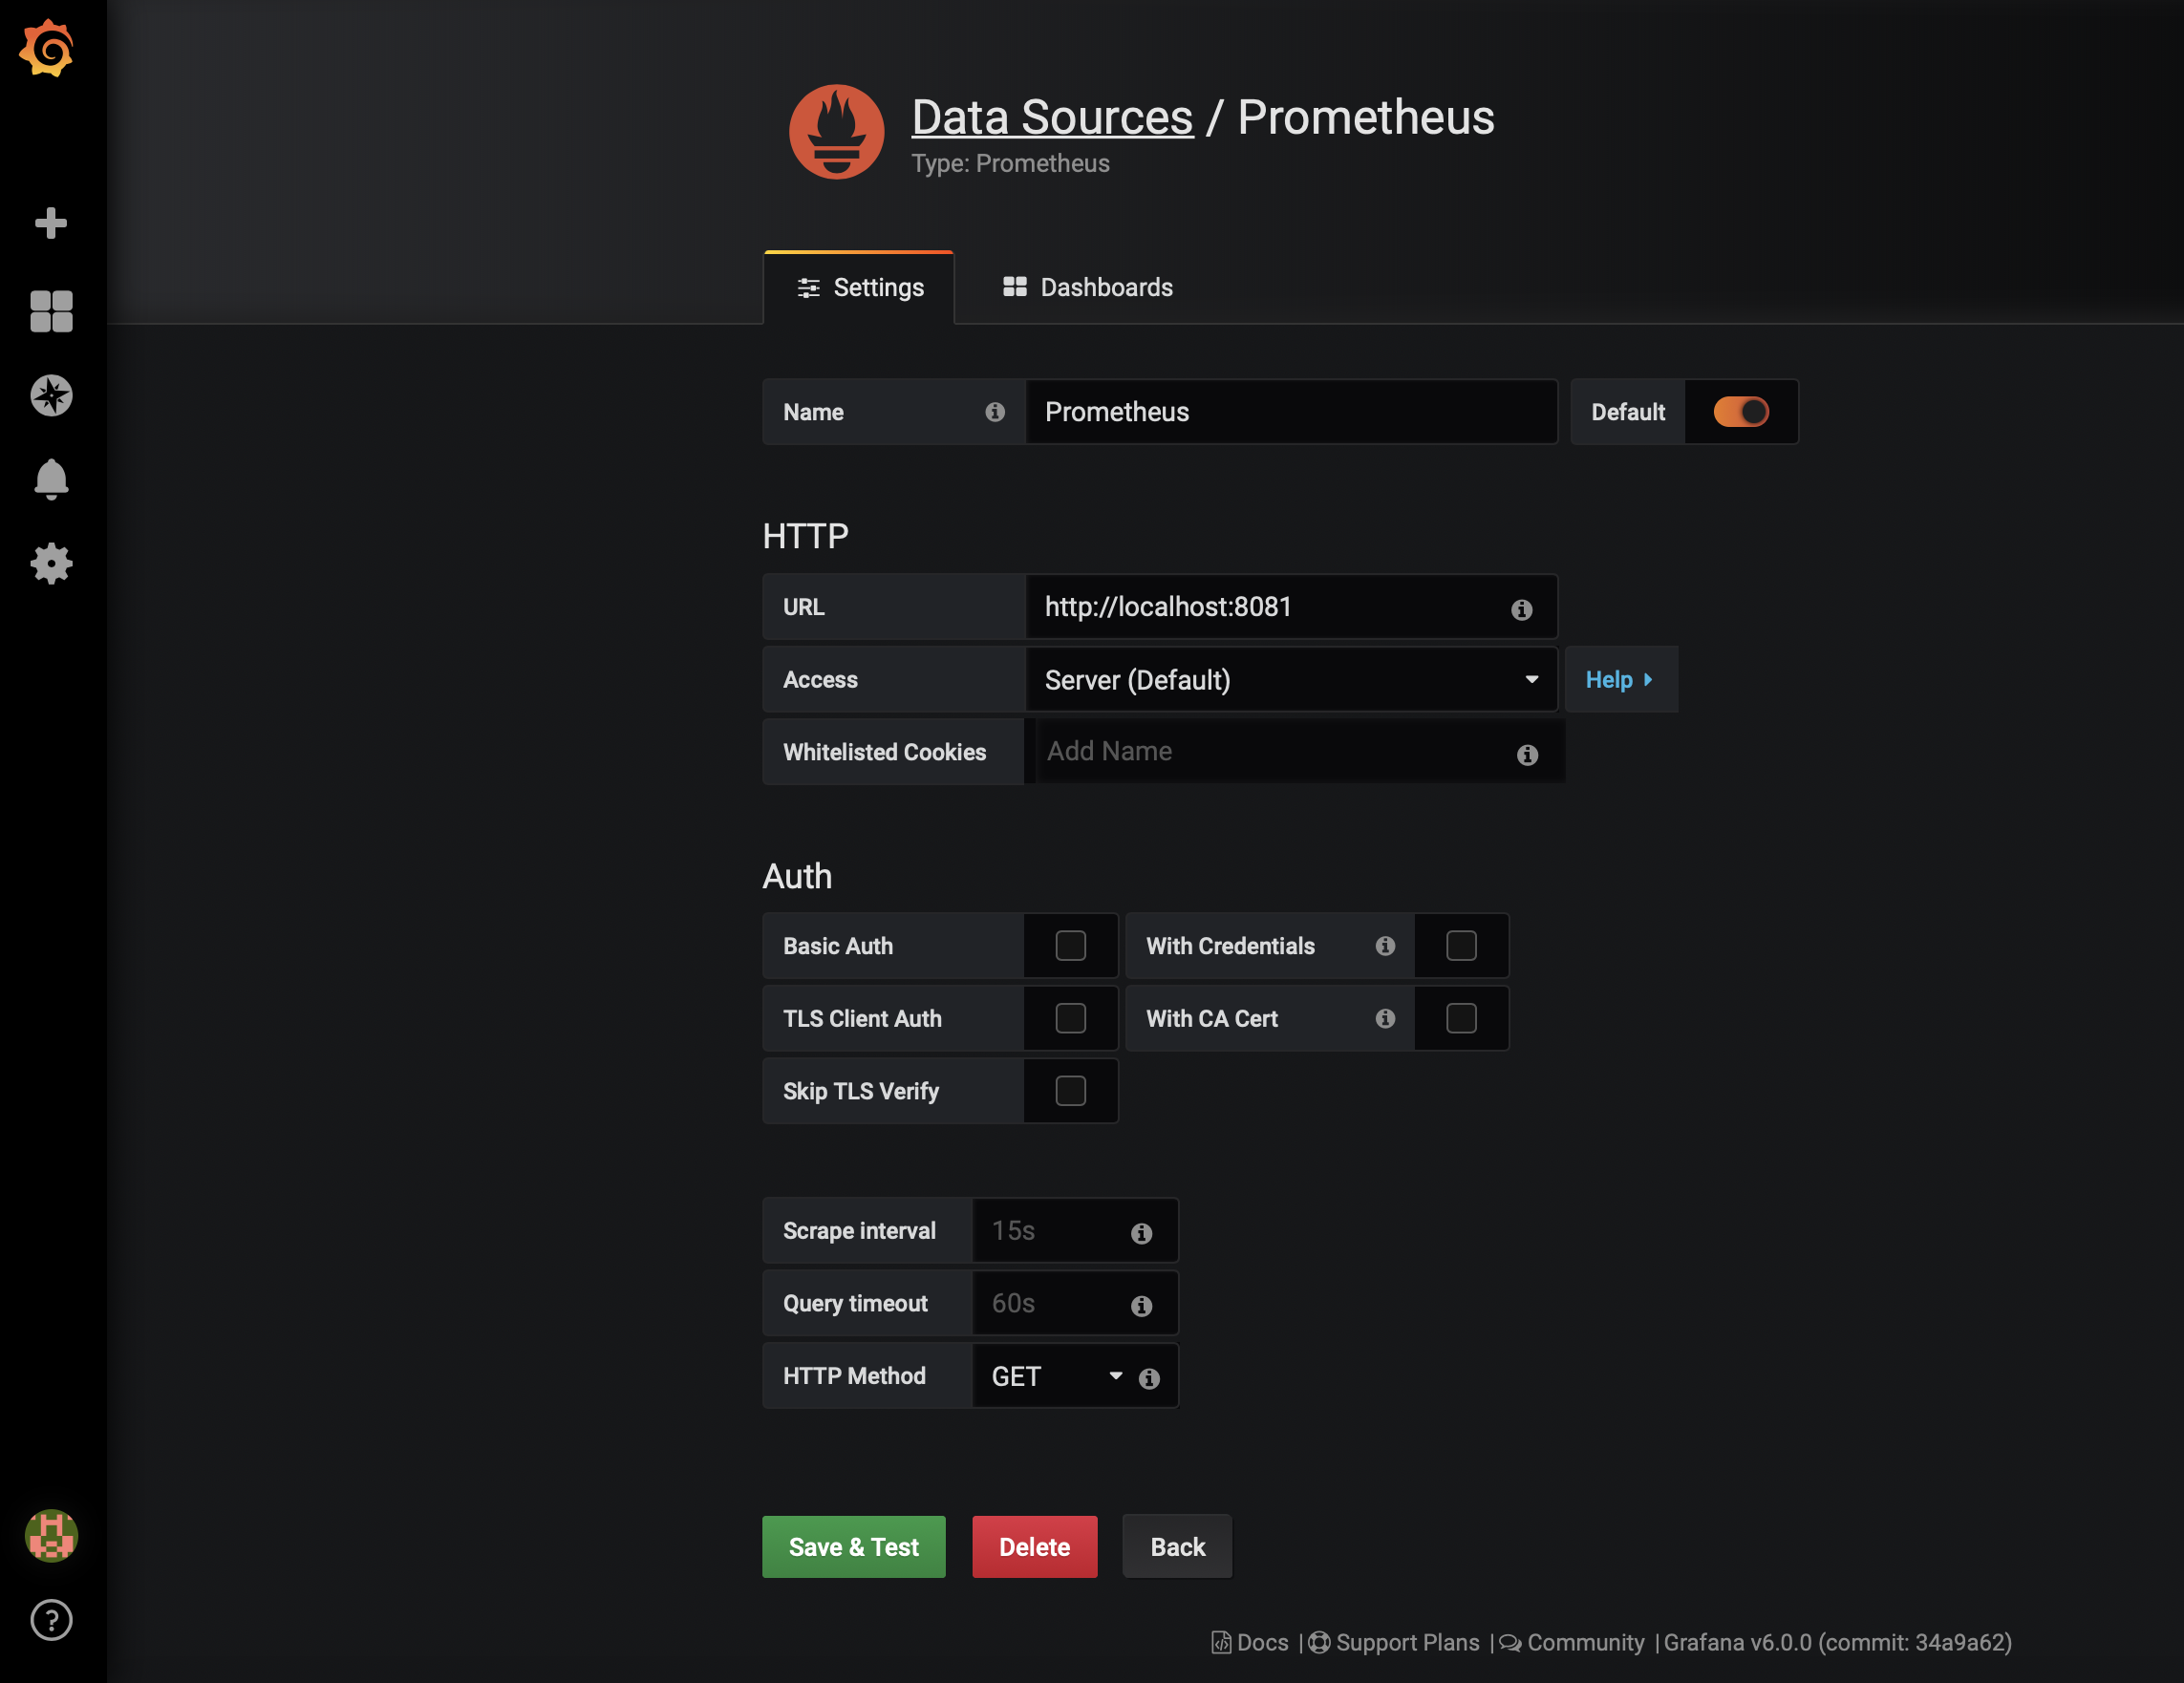 Data Sources / Prometheus
Type: Prometheus
Settings
Dashboards
Name
Prometheus
Default
HTTP
URL
http://localhost:8081
Access
Server (Default)
Help
Whitelisted Cookies
Add Name
Auth
Basic Auth
With Credentials
TLS Client Auth
With CA Cert
Skip TLS Verify
Scrape interval
15s
Query timeout
60s
HTTP Method
GET
Save & Test
Delete
Back
Docs | Support Plans | Community | Grafana v6.0.0 (commit: 34a9a62)